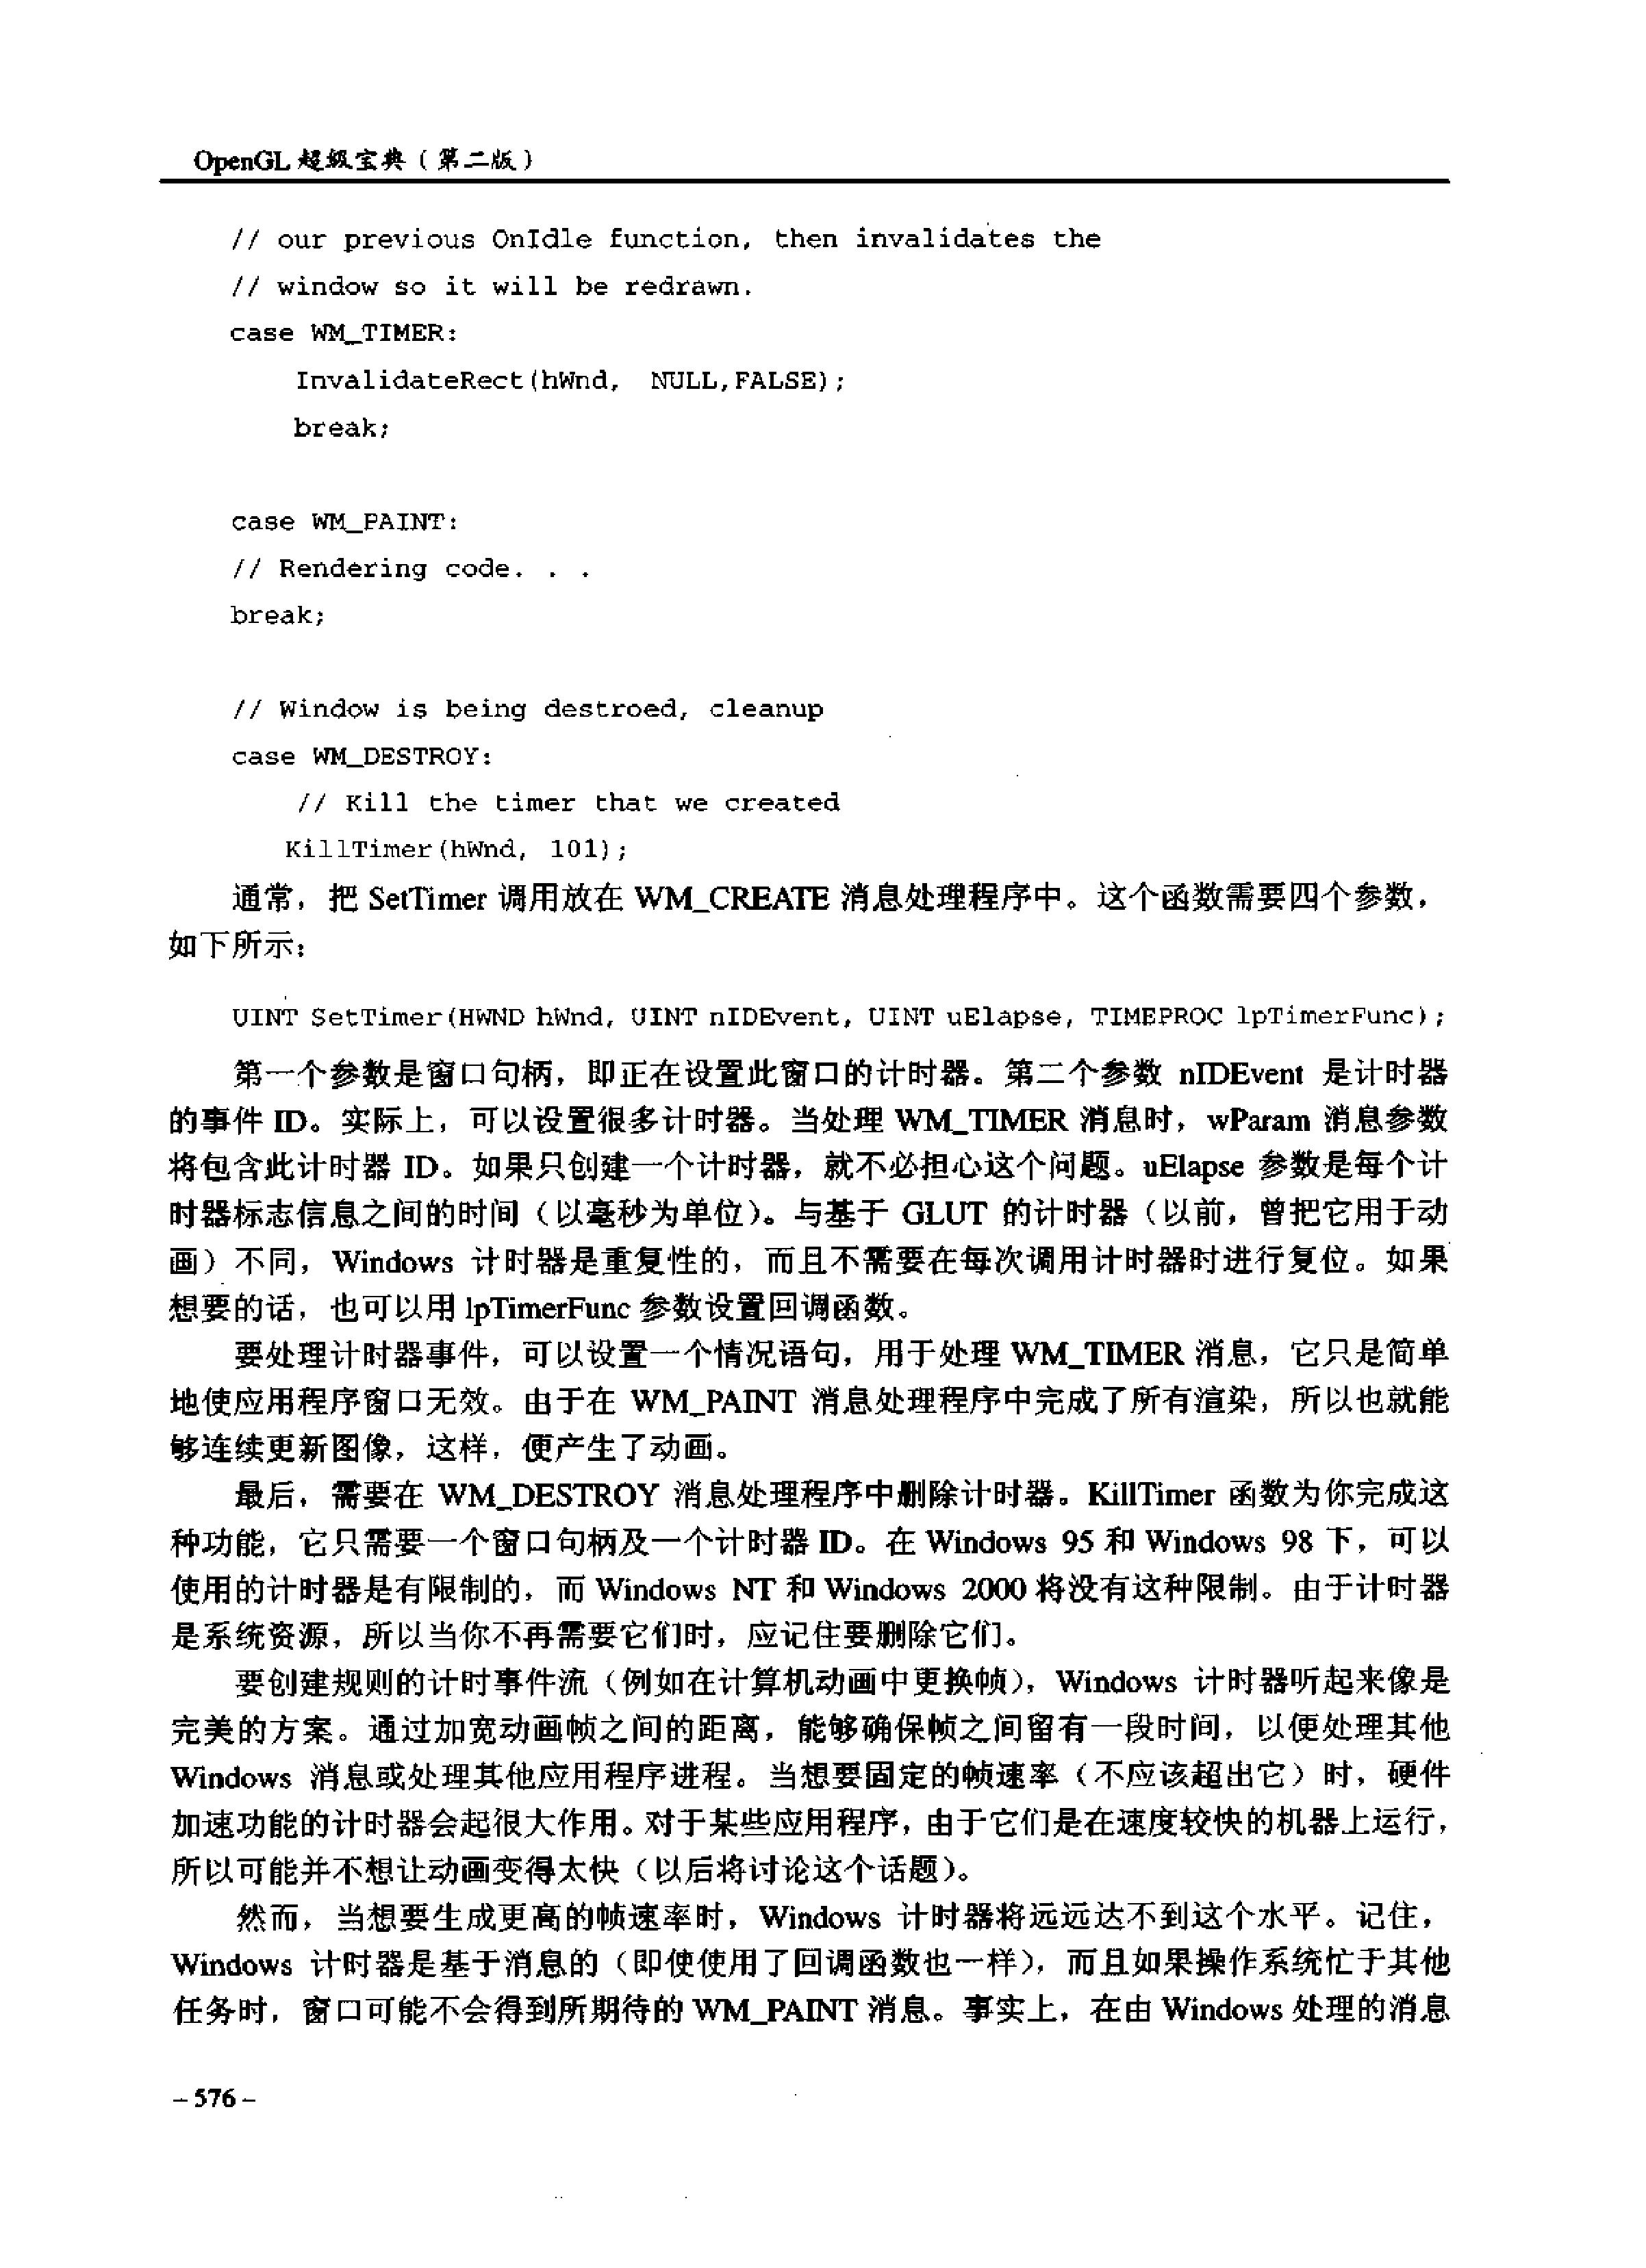 OpenGL 超级宝典（第二版）
// our previous OnIdle function, then invalidates the
// window so it will be redrawn.
case WM_TIMER:
InvalidateRect(hWnd, NULL,FALSE);
break;
case WM_PAINT:
// Rendering code. . .
break;
// Window is being destroed, cleanup
case WM_DESTROY:
// Kill the timer that we created
KillTimer(hWnd, 101);
通常，把 SetTimer 调用放在 WM_CREATE 消息处理程序中。这个函数需要四个参数，
如下所示：
UINT SetTimer(HWND hWnd, UINT nIDEvent, UINT uElapse, TIMEPROC lpTimerFunc);
第一个参数是窗口句柄，即正在设置此窗口的计时器。第二个参数 nIDEvent 是计时器
的事件 ID。实际上，可以设置很多计时器。当处理 WM_TIMER 消息时，wParam 消息参数
将包含此计时器 ID。如果只创建一个计时器，就不必担心这个问题。uElapse 参数是每个计
时器标志信息之间的时间（以毫秒为单位）。与基于 GLUT 的计时器（以前，曾把它用于动
画）不同，Windows 计时器是重复性的，而且不需要在每次调用计时器时进行复位。如果
想要的话，也可以用 lpTimerFunc 参数设置回调函数。
要处理计时器事件，可以设置一个情况语句，用于处理 WM_TIMER 消息，它只是简单
地使应用程序窗口无效。由于在 WM_PAINT 消息处理程序中完成了所有渲染，所以也就能
够连续更新图像，这样，便产生了动画。
最后，需要在 WM_DESTROY 消息处理程序中删除计时器。KillTimer 函数为你完成这
种功能，它只需要一个窗口句柄及一个计时器 ID。在 Windows 95 和 Windows 98 下，可以
使用的计时器是有限制的，而 Windows NT 和 Windows 2000 将没有这种限制。由于计时器
是系统资源，所以当你不再需要它们时，应记住要删除它们。
要创建规则的计时事件流（例如在计算机动画中更换帧），Windows 计时器听起来像是
完美的方案。通过加宽动画帧之间的距离，能够确保帧之间留有一段时间，以便处理其他
Windows 消息或处理其他应用程序进程。当想要固定的帧速率（不应该超出它）时，硬件
加速功能的计时器会起很大作用。对于某些应用程序，由于它们是在速度较快的机器上运行，
所以可能并不想让动画变得太快（以后将讨论这个话题）。
然而，当想要生成更高的帧速率时，Windows 计时器将远远达不到这个水平。记住，
Windows 计时器是基于消息的（即使使用了回调函数也一样），而且如果操作系统忙于其他
任务时，窗口可能不会得到所期待的 WM_PAINT 消息。事实上，在由 Windows 处理的消息
– 576 –